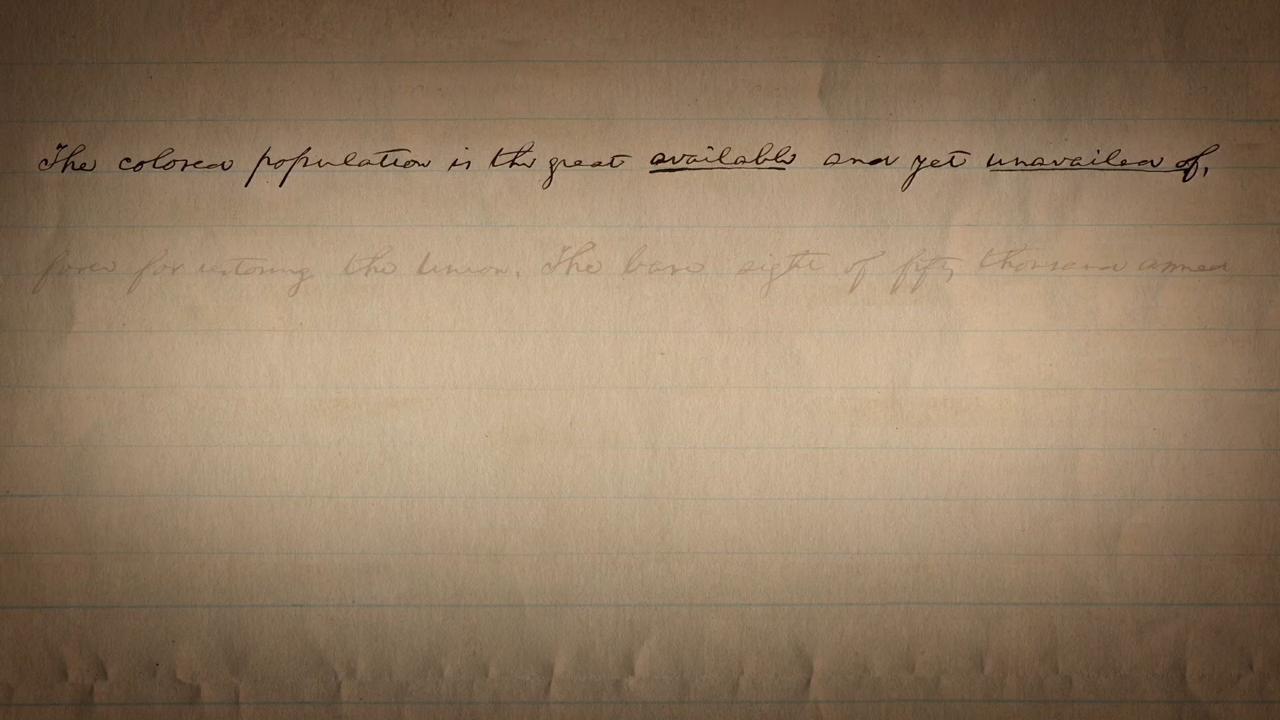 The colored population is the great available and yet unavailed of,
force for restoring the Union. The bare sight of fifty thousand armed